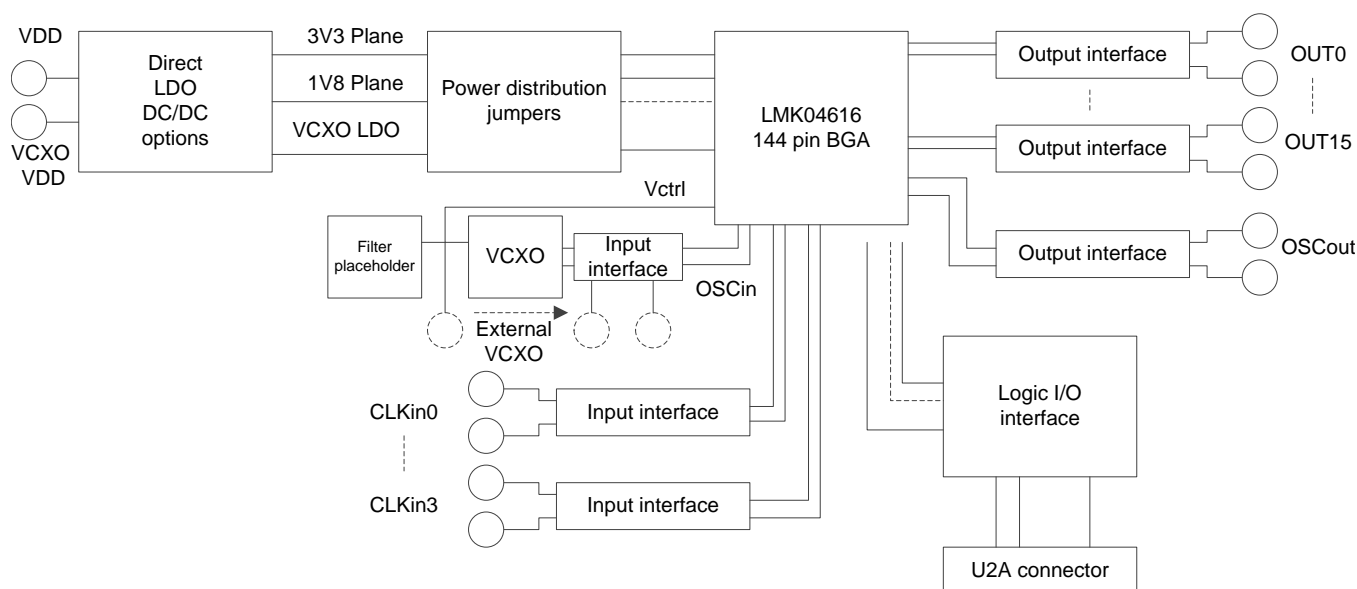 VDD
VCXO
VDD
Direct
LDO
DC/DC
options
3V3 Plane
1V8 Plane
VCXO LDO
Power distribution
jumpers
LMK04616
144 pin BGA
Output interface
OUT0
Output interface
OUT15
Output interface
OSCout
Vctrl
Filter
placeholder
VCXO
Input
interface
OSCin
External
VCXO
CLKin0
Input interface
CLKin3
Input interface
Logic I/O
interface
U2A connector